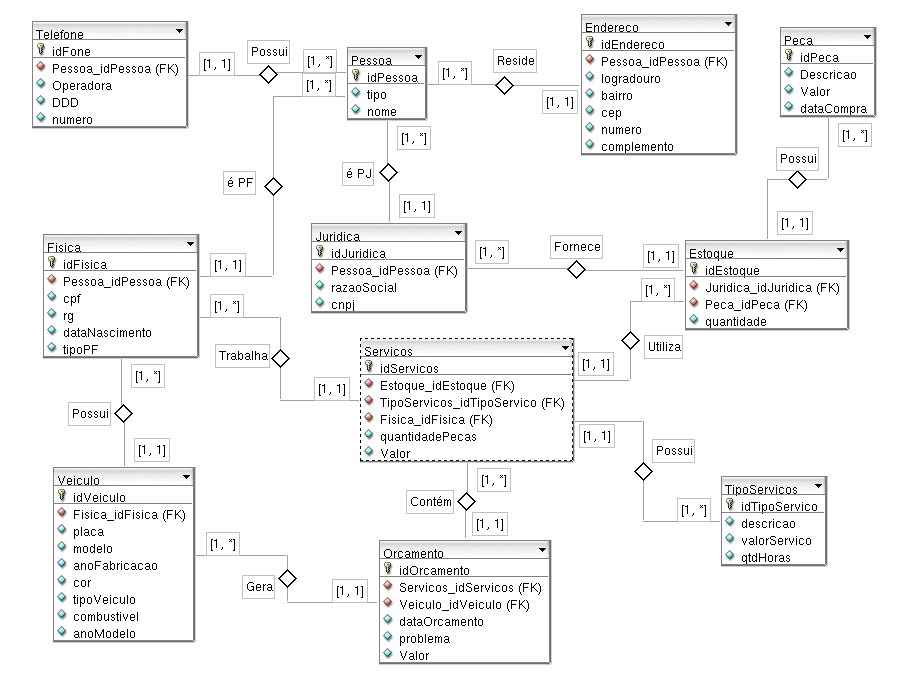 Telefone
idFone
Pessoa_idPessoa (FK)
Operadora
DDD
numero
[1, 1]
Possui
[1, *]
[1, *]
Pessoa
idPessoa
tipo
nome
[1, *]
Reside
[1, 1]
Endereco
idEndereco
Pessoa_idPessoa (FK)
logradouro
bairro
cep
numero
complemento
Peca
idPeca
Descricao
Valor
dataCompra
[1, *]
Possui
[1, 1]
é PF
[1, 1]
[1, *]
é PJ
[1, 1]
Fisica
idFisica
Pessoa_idPessoa (FK)
cpf
rg
dataNascimento
tipoPF
Juridica
idJuridica
Pessoa_idPessoa (FK)
razaoSocial
cnpj
[1, *]
Fornece
[1, 1]
Estoque
idEstoque
Juridica_idJuridica (FK)
Peca_idPeca (FK)
quantidade
[1, *]
Utiliza
[1, 1]
[1, *]
Trabalha
[1, 1]
Servicos
idServicos
Estoque_idEstoque (FK)
TipoServicos_idTipoServico (FK)
Fisica_idFisica (FK)
quantidadePecas
Valor
[1, *]
Possui
[1, 1]
[1, 1]
Possui
[1, *]
TipoServicos
idTipoServico
descricao
valorServico
qtdHoras
Veiculo
idVeiculo
Fisica_idFisica (FK)
placa
modelo
anoFabricacao
cor
tipoVeiculo
combustivel
anoModelo
[1, *]
Gera
[1, 1]
[1, *]
Contém
[1, 1]
Orcamento
idOrcamento
Servicos_idServicos (FK)
Veiculo_idVeiculo (FK)
dataOrcamento
problema
Valor